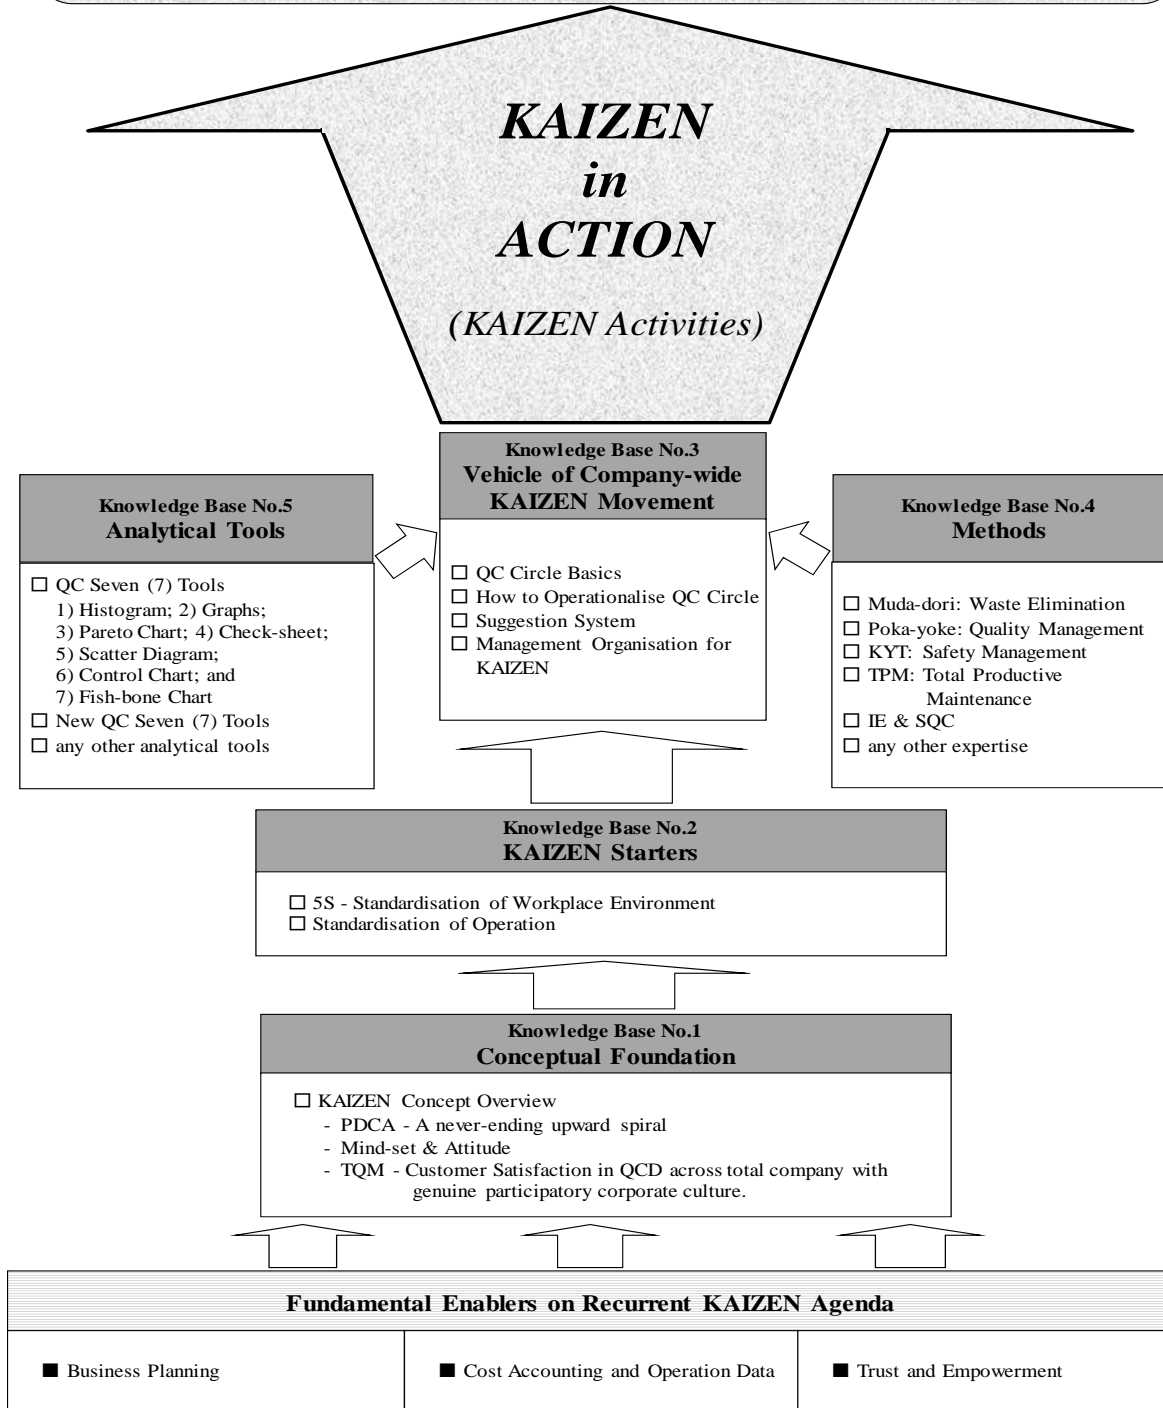 KAIZEN
in
ACTION
(KAIZEN Activities)
Knowledge Base No.3
Vehicle of Company-wide
KAIZEN Movement
QC Circle Basics
How to Operationalise QC Circle
Suggestion System
Management Organisation for
KAIZEN
Knowledge Base No.5
Analytical Tools
QC Seven (7) Tools
1) Histogram; 2) Graphs;
3) Pareto Chart; 4) Check-sheet;
5) Scatter Diagram;
6) Control Chart; and
7) Fish-bone Chart
New QC Seven (7) Tools
any other analytical tools
Knowledge Base No.4
Methods
Muda-dori: Waste Elimination
Poka-yoke: Quality Management
KYT: Safety Management
TPM: Total Productive
Maintenance
IE & SQC
any other expertise
Knowledge Base No.2
KAIZEN Starters
5S - Standardisation of Workplace Environment
Standardisation of Operation
Knowledge Base No.1
Conceptual Foundation
KAIZEN Concept Overview
- PDCA - A never-ending upward spiral
- Mind-set & Attitude
- TQM - Customer Satisfaction in QCD across total company with
genuine participatory corporate culture.
Fundamental Enablers on Recurrent KAIZEN Agenda
Business Planning
Cost Accounting and Operation Data
Trust and Empowerment